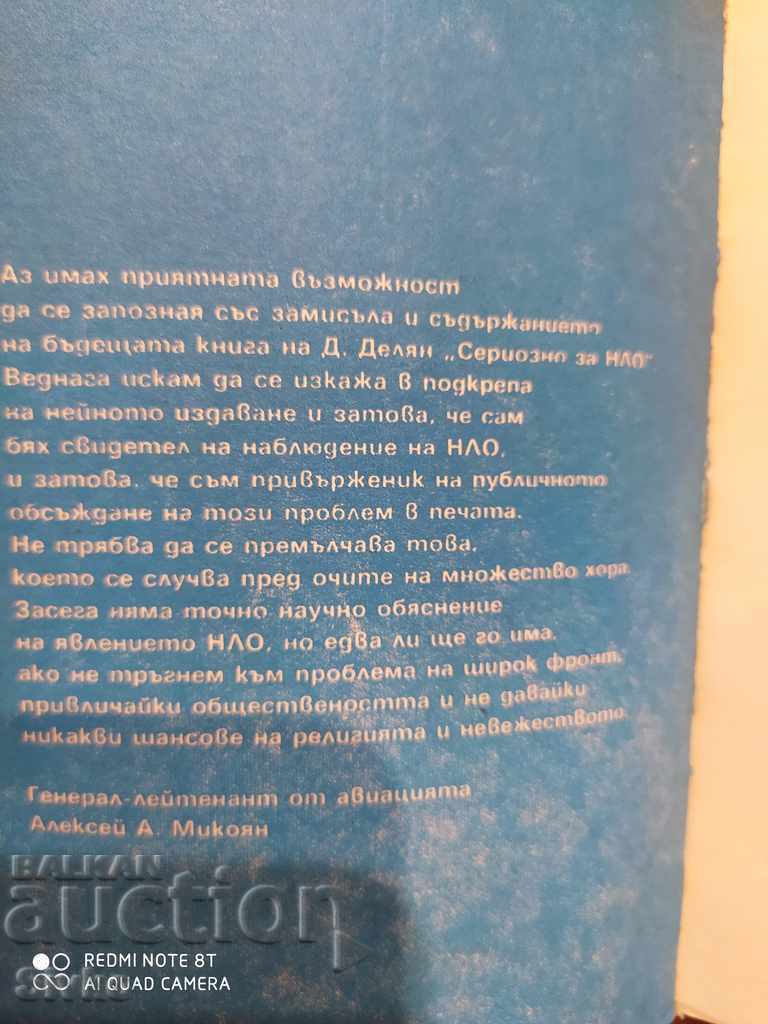 Аз имах приятната възможност
да се запозная със замисъла и съдържанието
на бъдещата книга на Д. Делян „Сериозно за НЛО"
Веднага искам да се изкажа в подкрепа
на нейното издаване и затова, че сам
бях свидетел на наблюдение на НЛО,
и затова, че съм привърженик на публичното
обсъждане на този проблем в печата.
Не трябва да се премълчава това,
което се случва пред очите на множество хора.
Засега няма точно научно обяснение
на явлението НЛО, но едва ли ще го има,
ако не тръгнем към проблема на широк фронт,
привличайки обществеността и не давайки
никакви шансове на религията и невежеството.
Генерал-лейтенант от авиацията
Алексей А. Микоян
BALKAN
auction
REDMI NOTE 8T
AI QUAD CAMERA